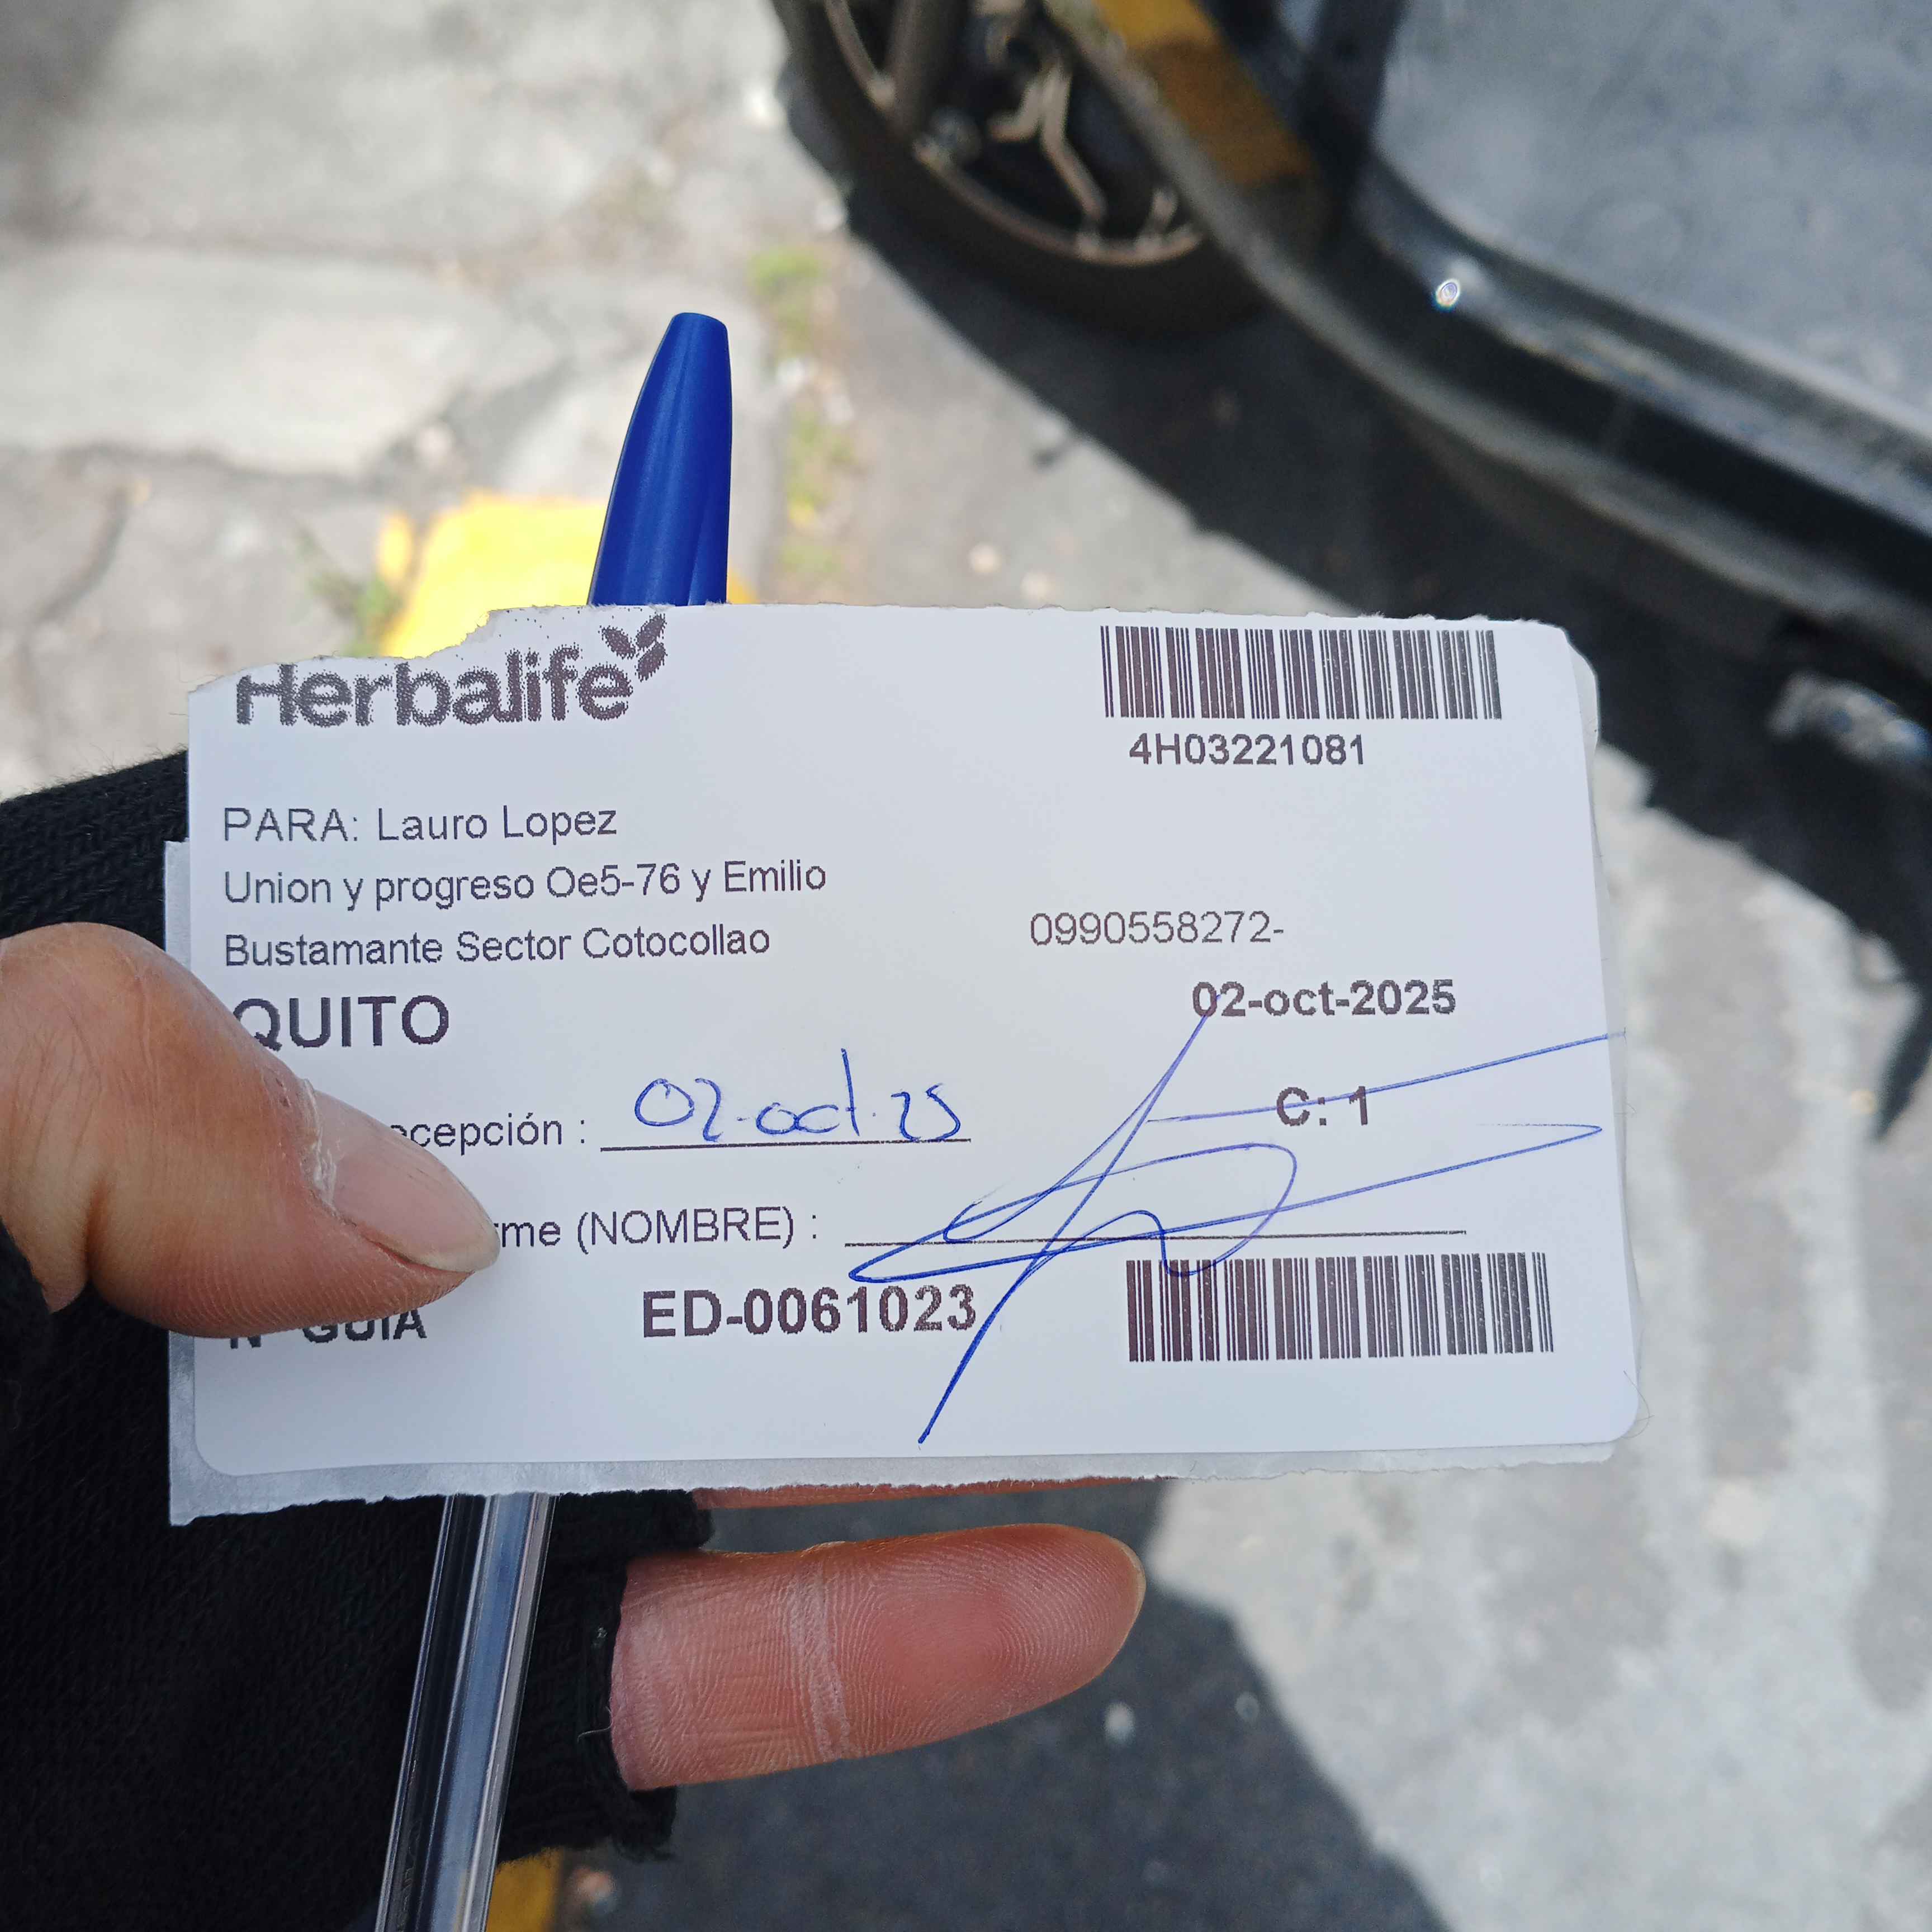 Herbalife
4H03221081
PARA: Lauro Lopez
Union y progreso Oe5-76 y Emilio
Bustamante Sector Cotocollao
0990558272-
QUITO
02-oct-2025
ecepción : 02-oct-25
C: 1
rme (NOMBRE) :
N° GUIA ED-0061023